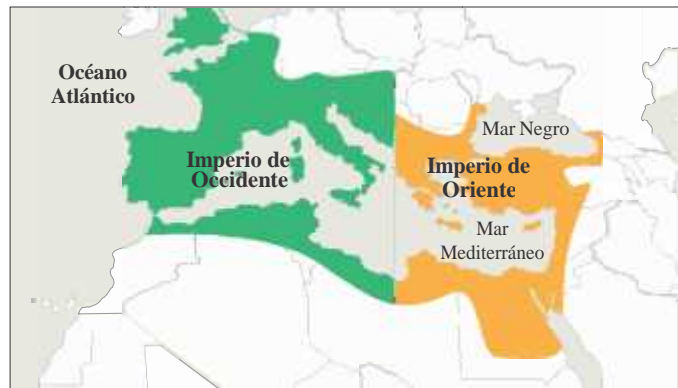 Océano
Atlántico
Imperio de
Occidente
Mar Negro
Imperio de
Oriente
Mar
Mediterráneo